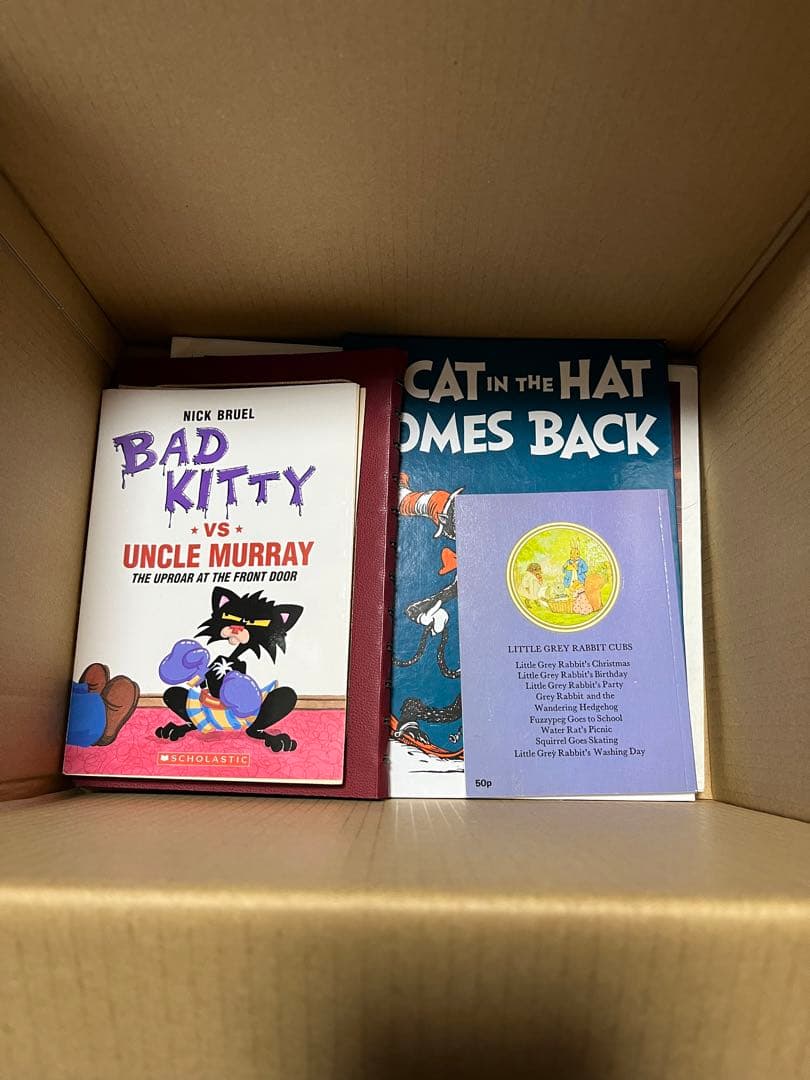 NICK BRUEL
BAD
KITTY
VS
UNCLE MURRAY
THE UPROAR AT THE FRONT DOOR
SCHOLASTIC
CAT IN THE HAT
OMES BACK
LITTLE GREY RABBIT CUBS
Little Grey Rabbit's Christmas
Little Grey Rabbit's Birthday
Little Grey Rabbit's Party
Grey Rabbit and the
Wandering Hedgehog
Fuzzypeg Goes to School
Water Rat's Picnic
Squirrel Goes Skating
Little Grey Rabbit's Washing Day
50p